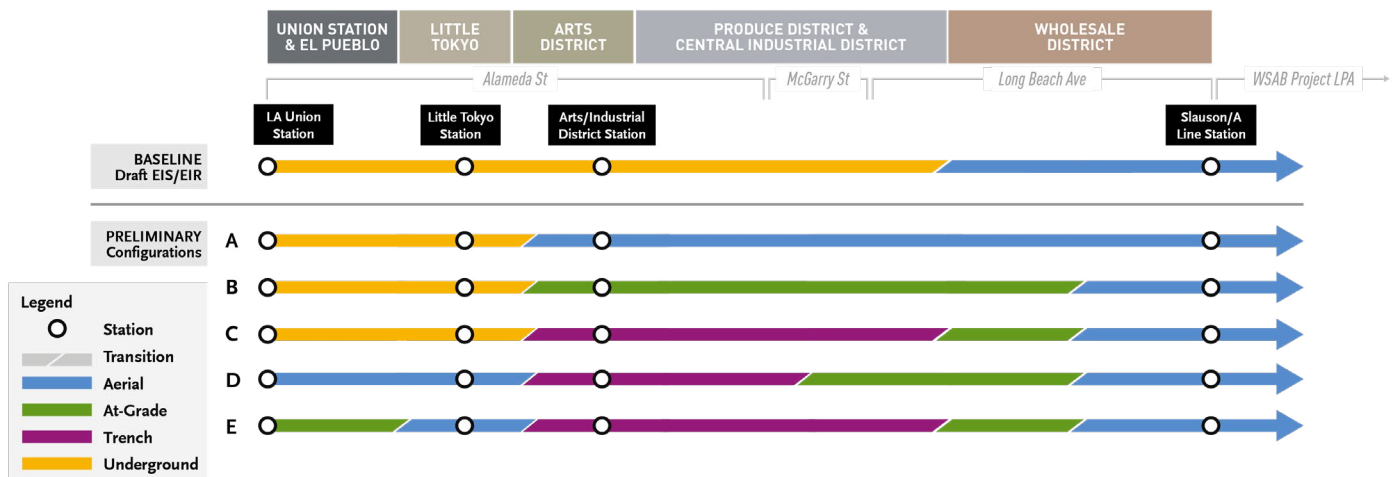 UNION STATION
& EL PUEBLO
LITTLE
TOKYO
ARTS
DISTRICT
PRODUCE DISTRICT &
CENTRAL INDUSTRIAL DISTRICT
WHOLESALE
DISTRICT
Alameda St
McGarry St
Long Beach Ave
WSAB Project LPA
LA Union
Station
Little Tokyo
Station
Arts/Industrial
District Station
Slauson/A
Line Station
BASELINE
Draft EIS/EIR
PRELIMINARY
Configurations
A
B
C
D
E
Legend
Station
Transition
Aerial
At-Grade
Trench
Underground